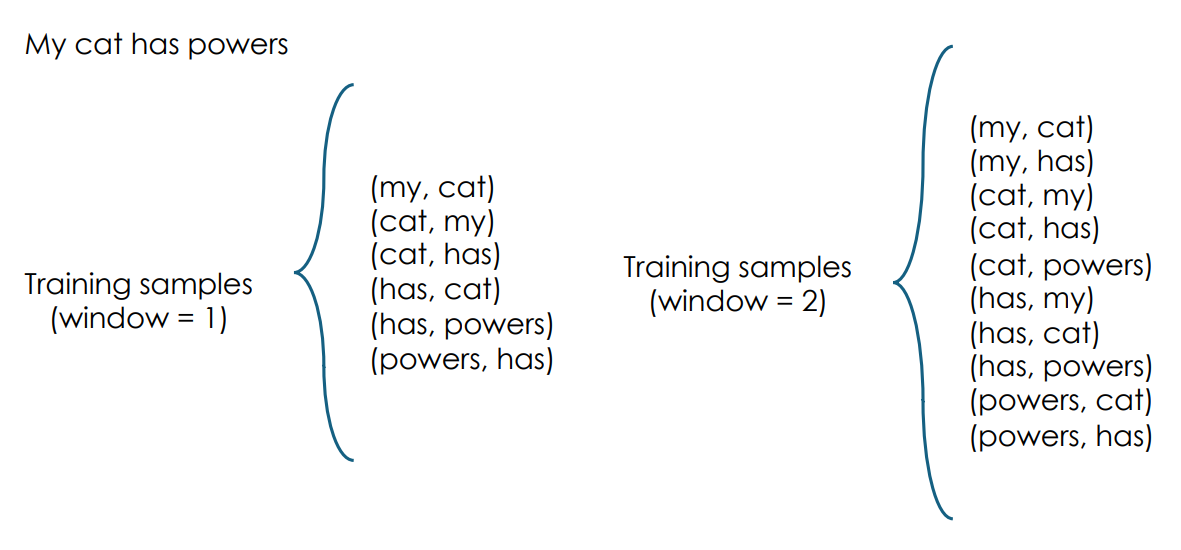 My cat has powers
Training samples
(window = 1)
(my, cat)
(cat, my)
(cat, has)
(has, cat)
(has, powers)
(powers, has)
Training samples
(window = 2)
(my, cat)
(my, has)
(cat, my)
(cat, has)
(cat, powers)
(has, my)
(has, cat)
(has, powers)
(powers, cat)
(powers, has)